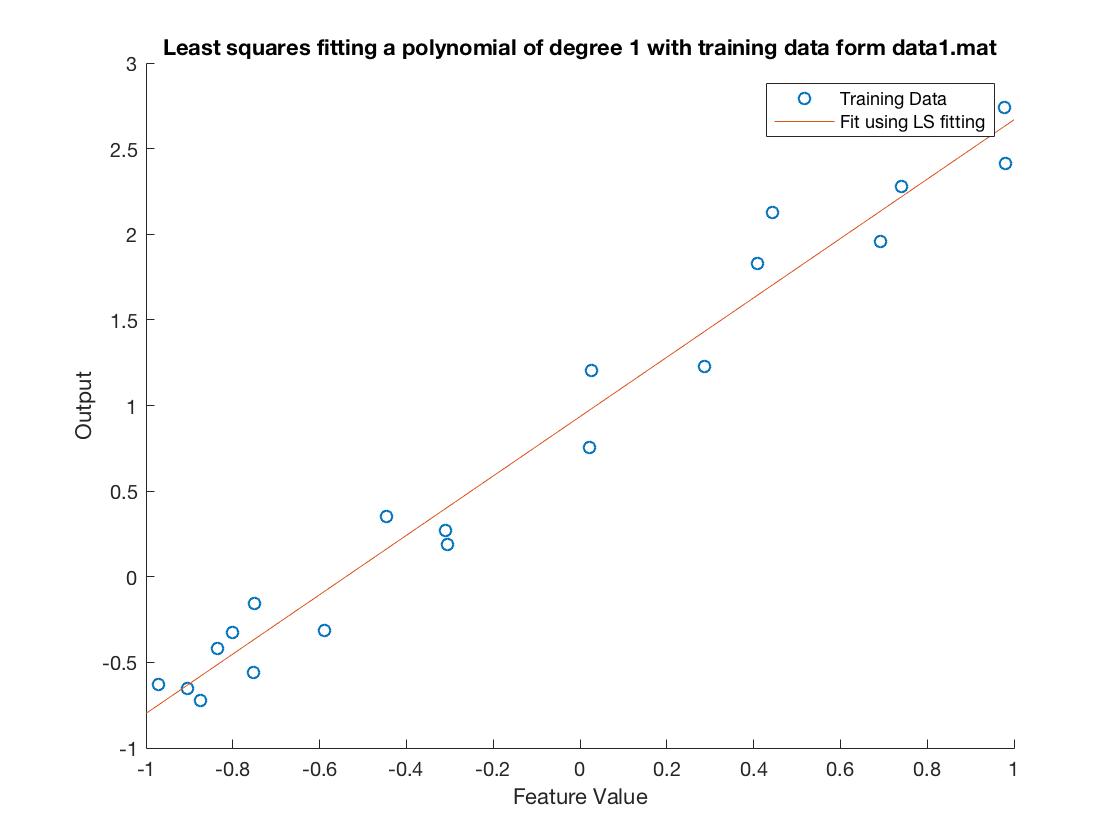 Least squares fitting a polynomial of degree 1 with training data form data1.mat
3
Training Data
Fit using LS fitting
2.5
2
1.5
1
0.5
0
-0.5
-1
Output
-1 -0.8 -0.6 -0.4 -0.2 0 0.2 0.4 0.6 0.8 1
Feature Value